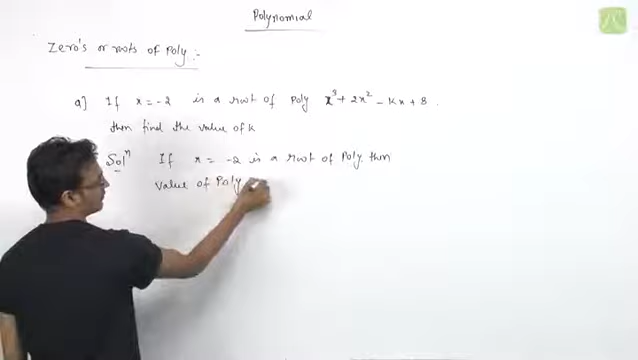 Polynomial
Zero's or roots of Poly :-
Q] If x = -2 is a root of Poly x³ + 2x² - kx + 8.
then find the value of k
Solⁿ If x = -2 is a root of Poly. then
value of Poly